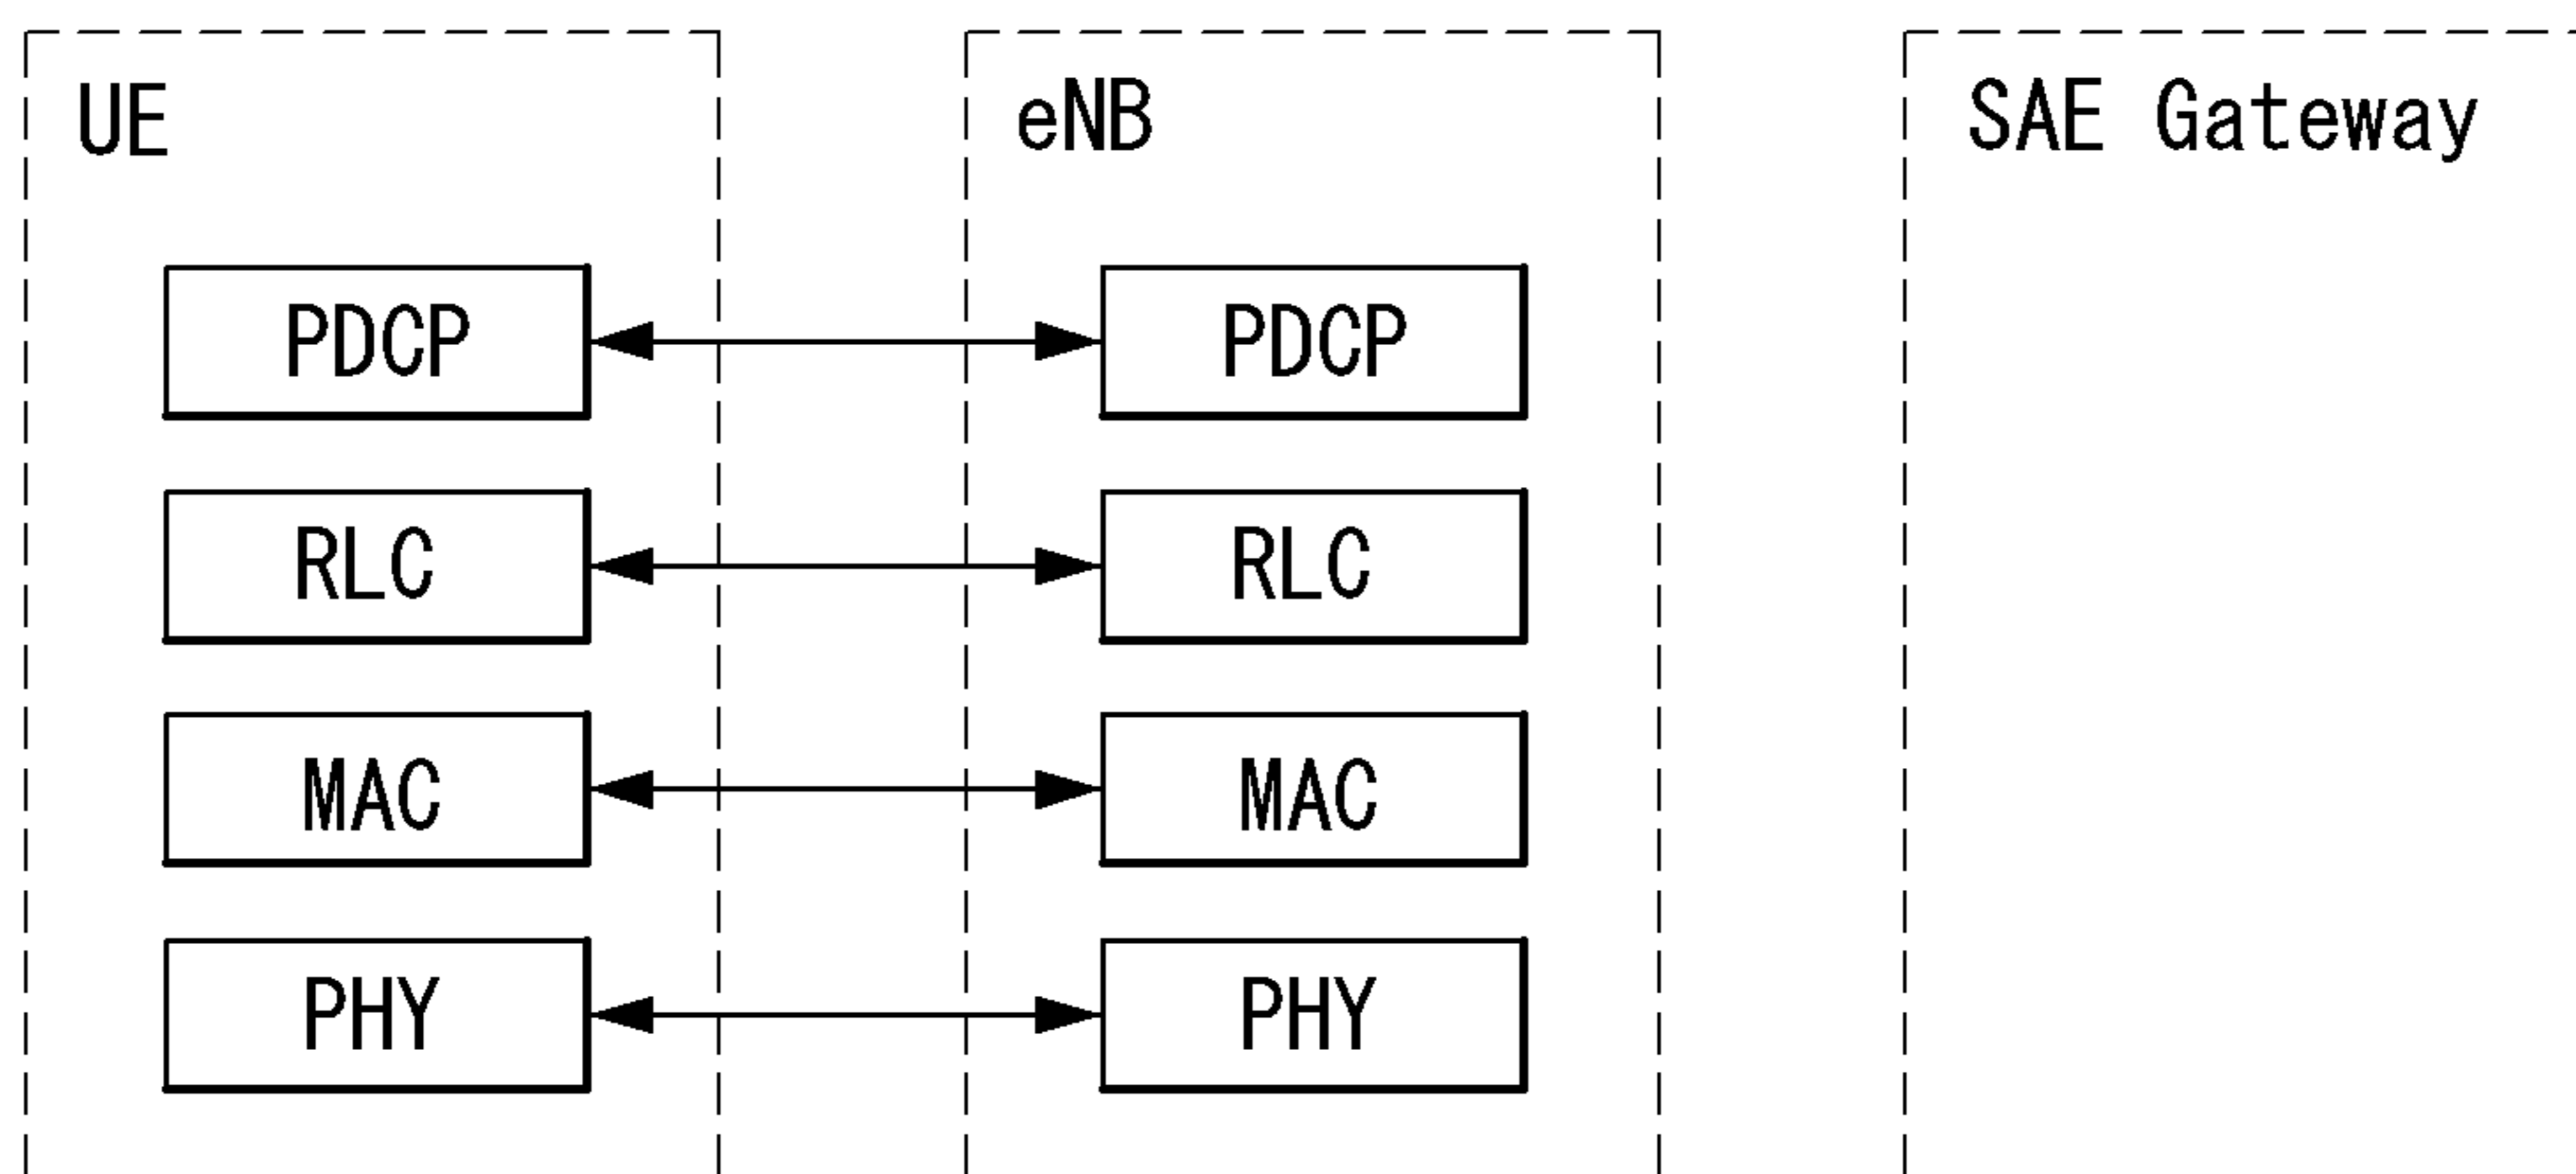 UE
eNB
SAE Gateway
PDCP
PDCP
RLC
RLC
MAC
MAC
PHY
PHY